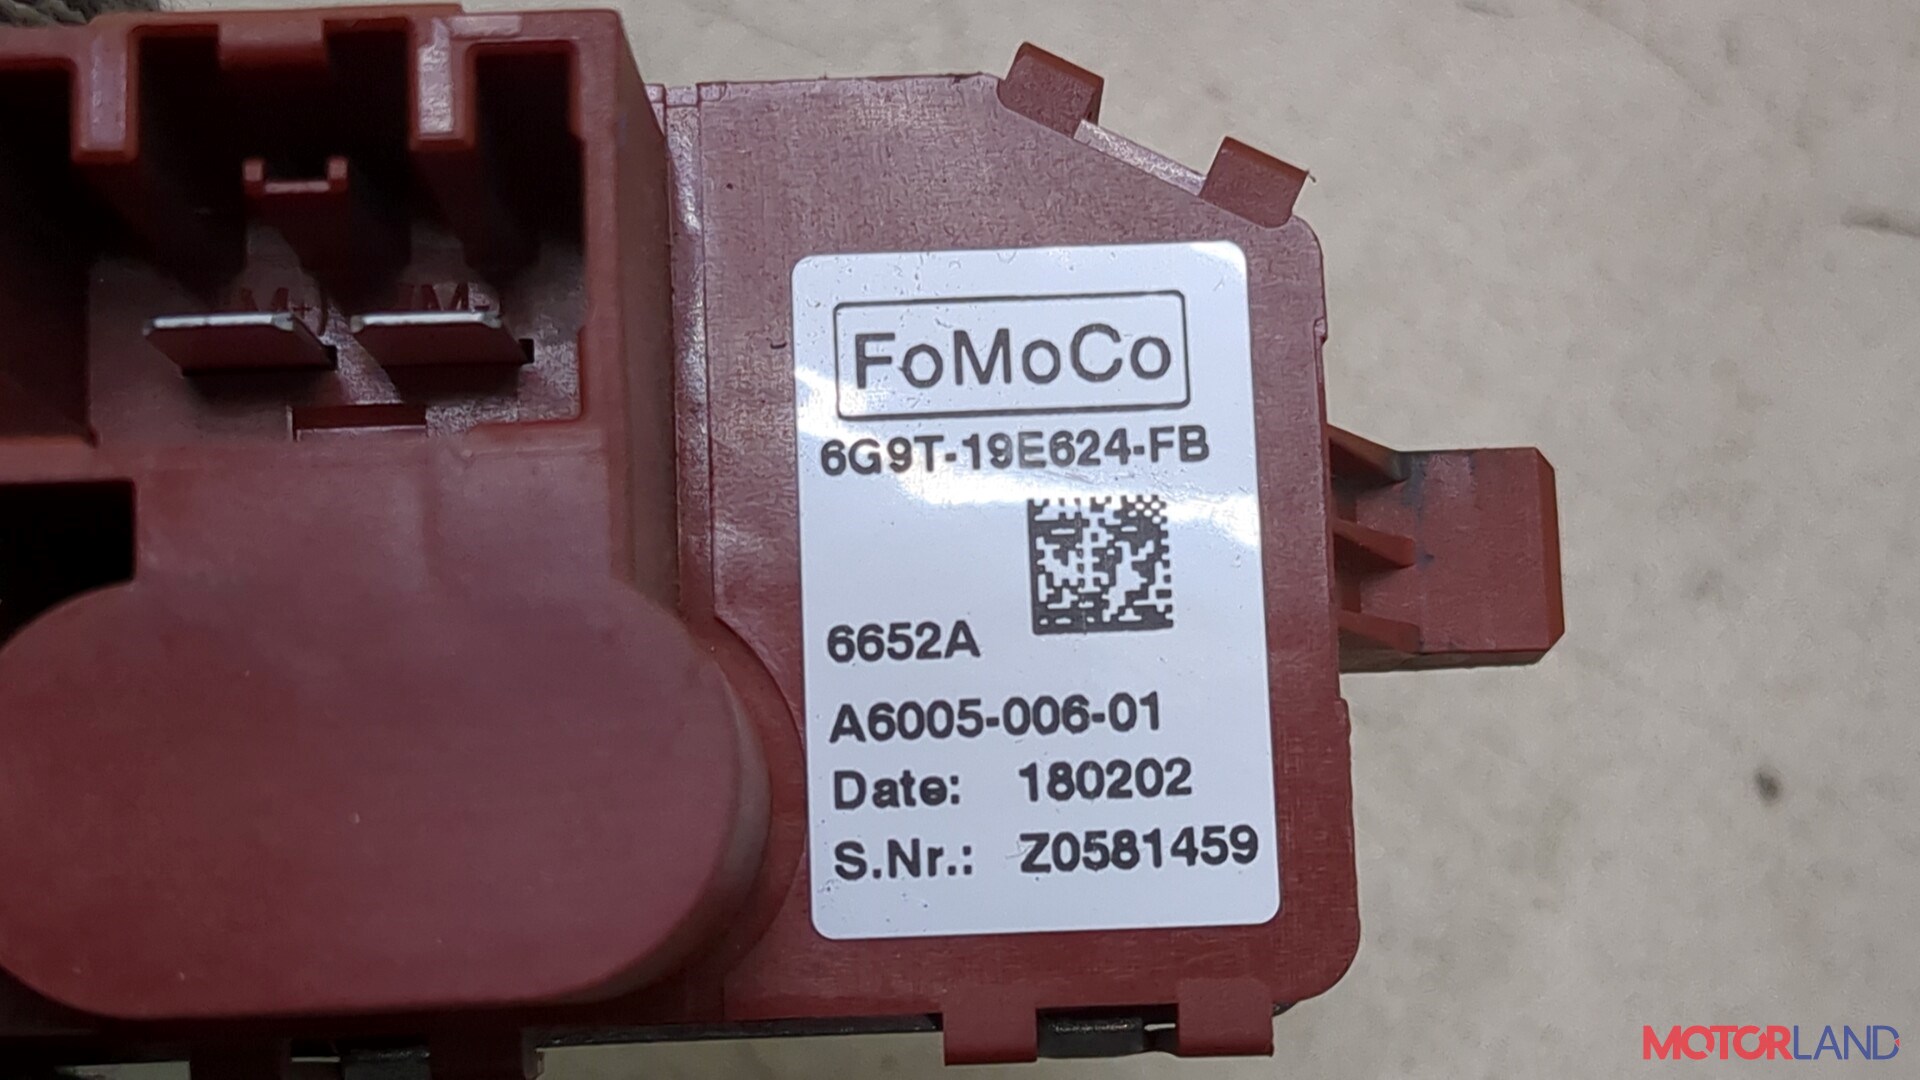 M+
M-
FoMoCo
6G9T-19E624-FB
6652A
A6005-006-01
Date: 180202
S.Nr.: Z0581459
MOTORLAND